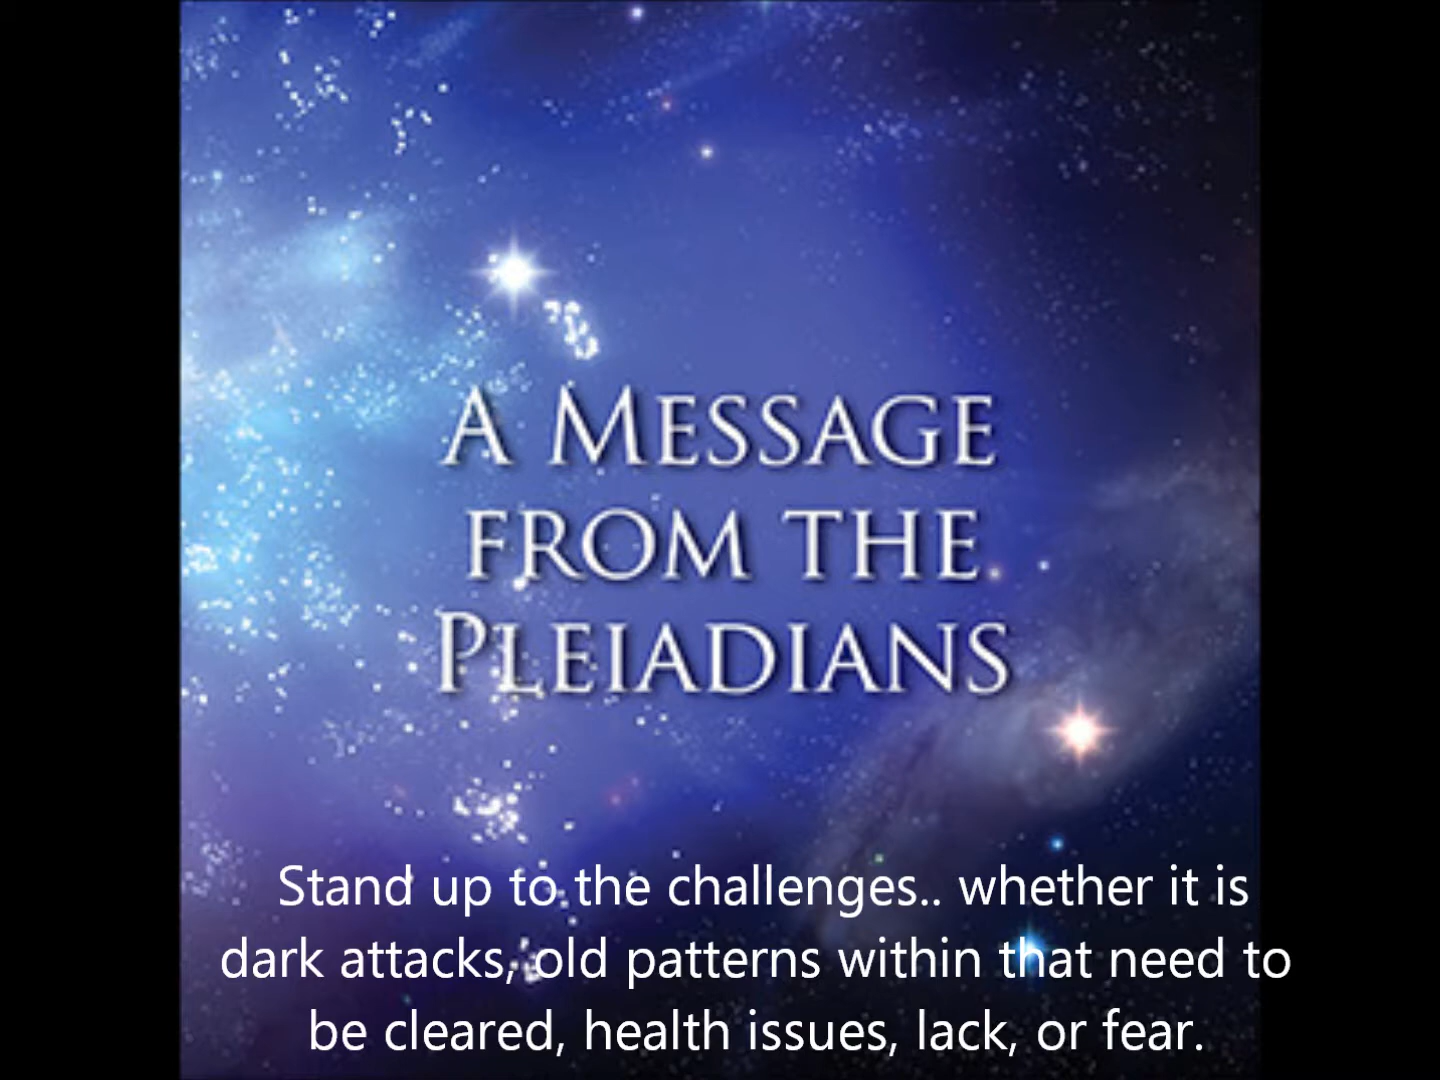 A MESSAGE
FROM THE
PLEIADIANS
Stand up to the challenges.. whether it is
dark attacks, old patterns within that need to
be cleared, health issues, lack, or fear.